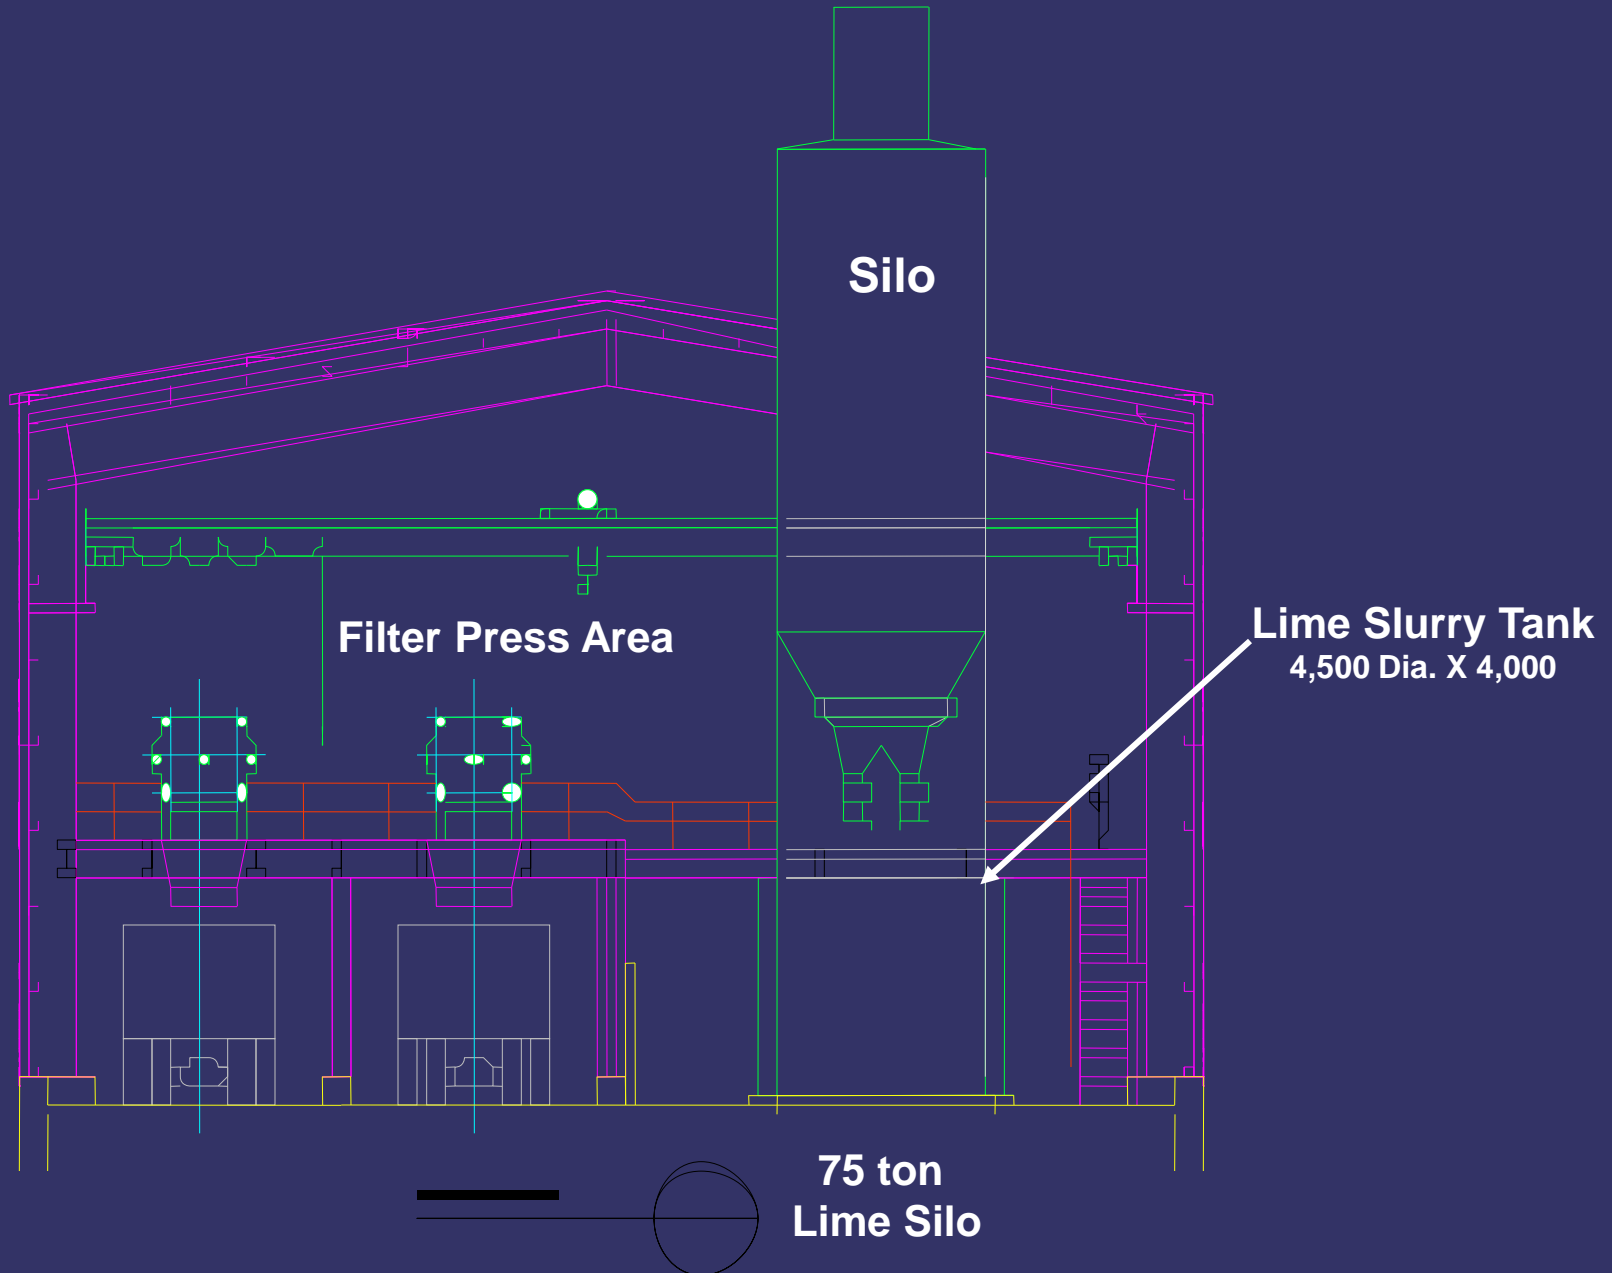 Silo
Filter Press Area
Lime Slurry Tank
4,500 Dia. X 4,000
75 ton
Lime Silo